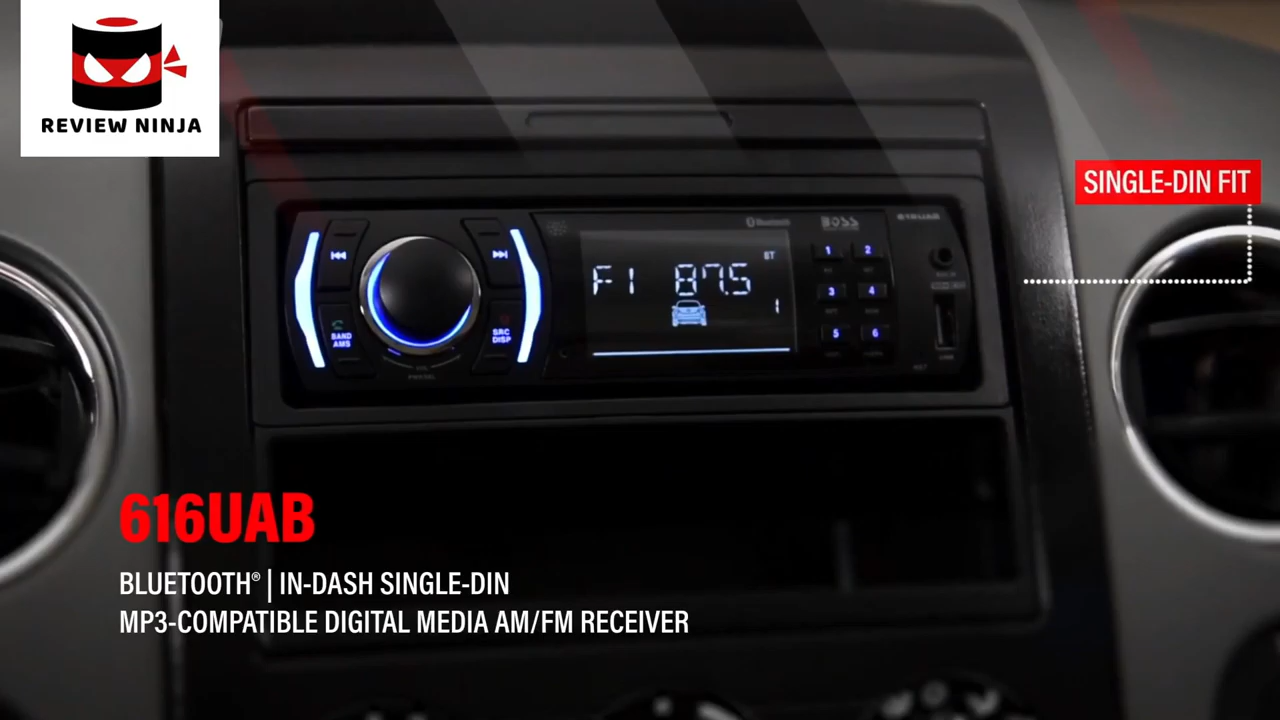 REVIEW NINJA
SINGLE-DIN FIT
Bluetooth
BOSS
616UAB
BT
F1 87.5
1
1 2
3 4
5 6
BAND
AMS
SRC
DISP
616UAB
BLUETOOTH® | IN-DASH SINGLE-DIN
MP3-COMPATIBLE DIGITAL MEDIA AM/FM RECEIVER